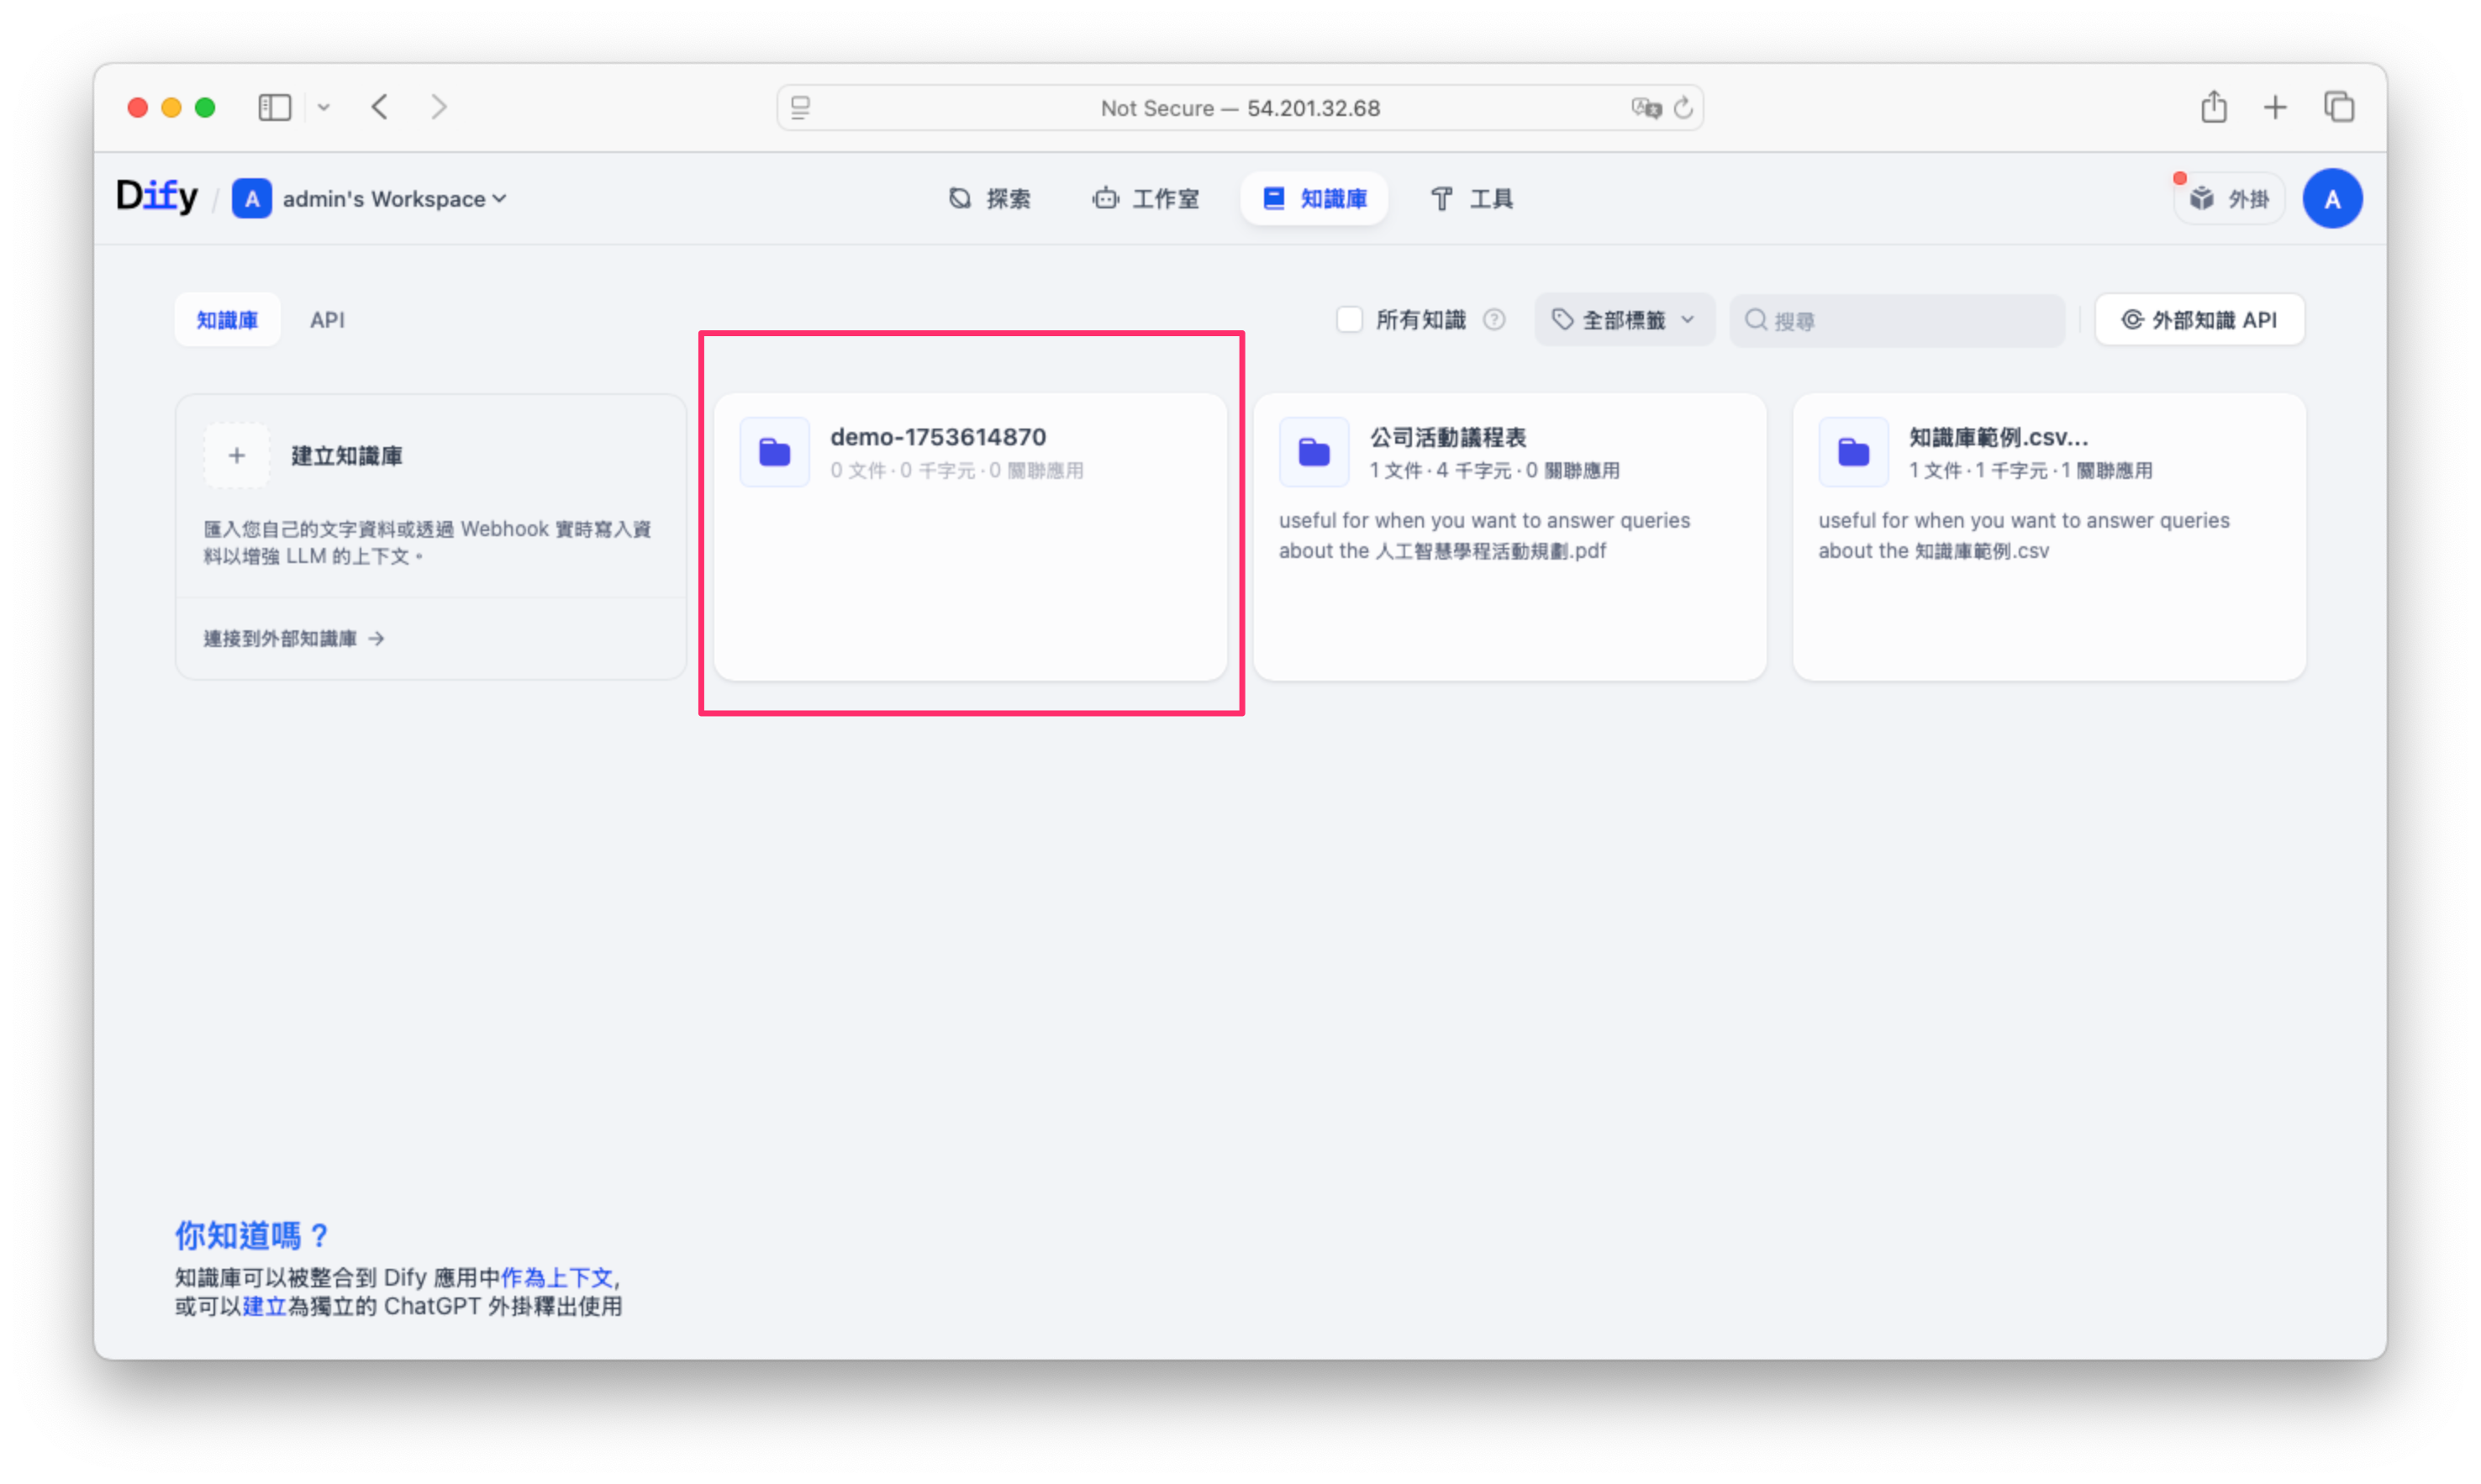 Not Secure — 54.201.32.68
Dify / A admin's Workspace
探索
工作室
知識庫
工具
外掛
A
知識庫
API
所有知識
全部標籤
搜尋
外部知識 API
建立知識庫
匯入您自己的文字資料或透過 Webhook 實時寫入資
料以增強 LLM 的上下文。
連接到外部知識庫
demo-1753614870
0 文件·0 千字元·0 關聯應用
公司活動議程表
1 文件·4 千字元·0 關聯應用
useful for when you want to answer queries
about the 人工智慧學程活動規劃.pdf
知識庫範例.csv...
1 文件·1 千字元·1 關聯應用
useful for when you want to answer queries
about the 知識庫範例.csv
你知道嗎？
知識庫可以被整合到 Dify 應用中作為上下文,
或可以建立為獨立的 ChatGPT 外掛釋出使用